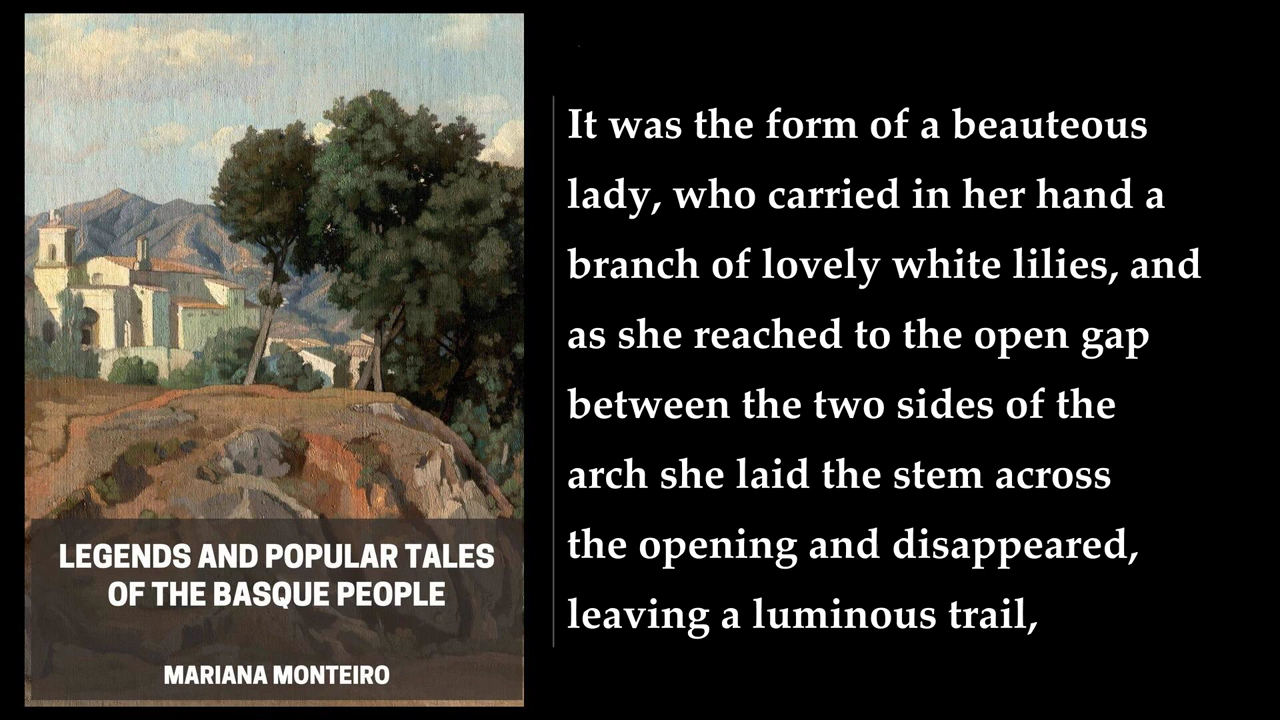 It was the form of a beauteous
lady, who carried in her hand a
branch of lovely white lilies, and
as she reached to the open gap
between the two sides of the
arch she laid the stem across
the opening and disappeared,
leaving a luminous trail,
LEGENDS AND POPULAR TALES
OF THE BASQUE PEOPLE
MARIANA MONTEIRO